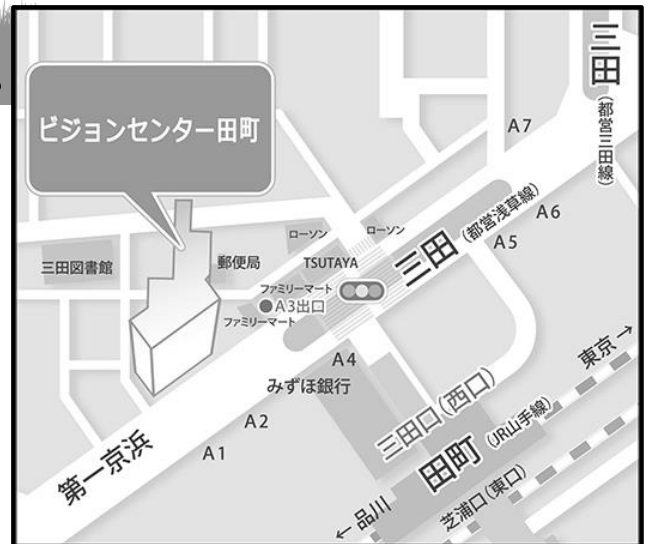 三田
(都営三田線)
ビジョンセンター田町
A7
A6
A5
三田
(都営浅草線)
ローソン
ローソン
三田図書館
郵便局
TSUTAYA
ファミリーマート
A3出口
ファミリーマート
A4
みずほ銀行
A2
A1
第一京浜
三田口(西口)
東京→
田町
(JR山手線)
←品川
芝浦口(東口)